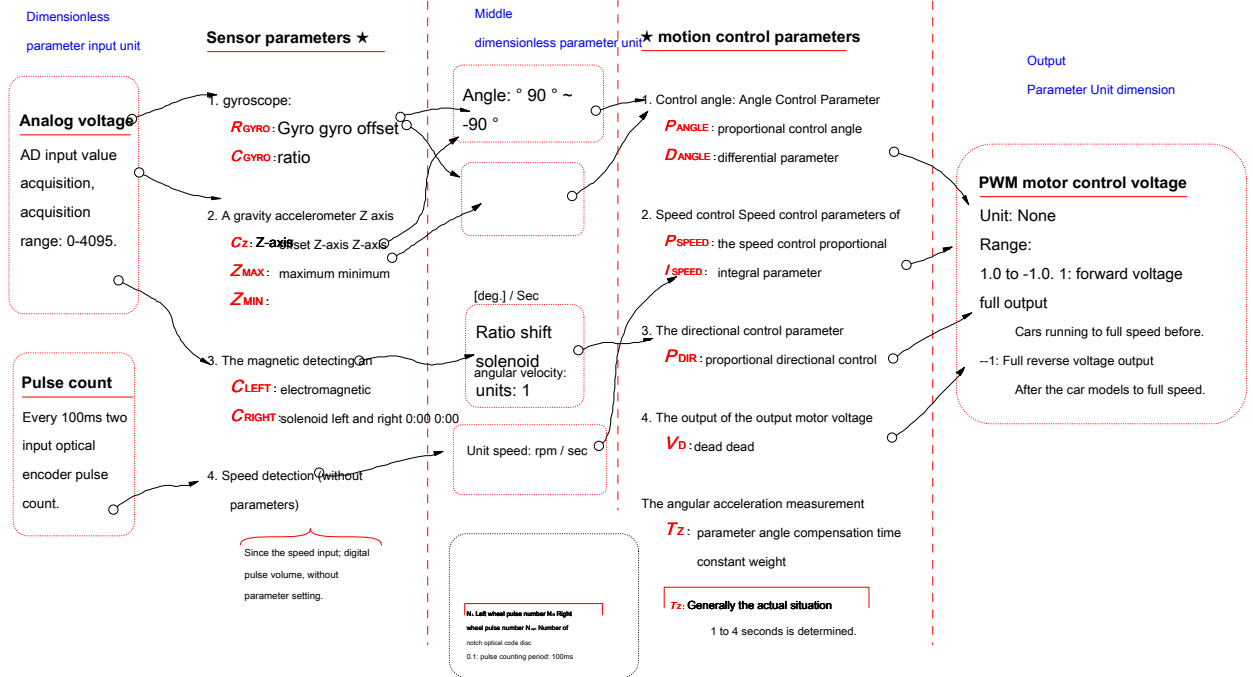 Dimensionless
parameter input unit
Analog voltage
AD input value
acquisition,
acquisition
range: 0-4095.
Pulse count
Every 100ms two
input optical
encoder pulse
count.
Sensor parameters ★
1. gyroscope:
RGYRO: Gyro gyro offset
CGYRO: ratio
2. A gravity accelerometer Z axis
CZ: Z-axis offset Z-axis Z-axis
ZMAX: maximum minimum
ZMIN:
3. The magnetic detecting an
CLEFT: electromagnetic
CRIGHT: solenoid left and right 0:00 0:00
4. Speed detection (without
parameters)
Since the speed input; digital
pulse volume, without
parameter setting.
Middle
dimensionless parameter unit
Angle: ° 90 ° ~
-90 °
[deg.] / Sec
Ratio shift
solenoid
angular velocity:
units: 1
Unit speed: rpm / sec
Left wheel pulse number Right
wheel pulse number Number of
notch optical code disc
0.1: pulse counting period: 100ms
★ motion control parameters
1. Control angle: Angle Control Parameter
PANGLE: proportional control angle
DANGLE: differential parameter
2. Speed control Speed control parameters of
PSPEED: the speed control proportional
ISPEED: integral parameter
3. The directional control parameter
PDIR: proportional directional control
4. The output of the output motor voltage
VD: dead dead
The angular acceleration measurement
TZ: parameter angle compensation time
constant weight
TZ: Generally the actual situation
1 to 4 seconds is determined.
Output
Parameter Unit dimension
PWM motor control voltage
Unit: None
Range:
1.0 to -1.0. 1: forward voltage
full output
Cars running to full speed before.
--1: Full reverse voltage output
After the car models to full speed.